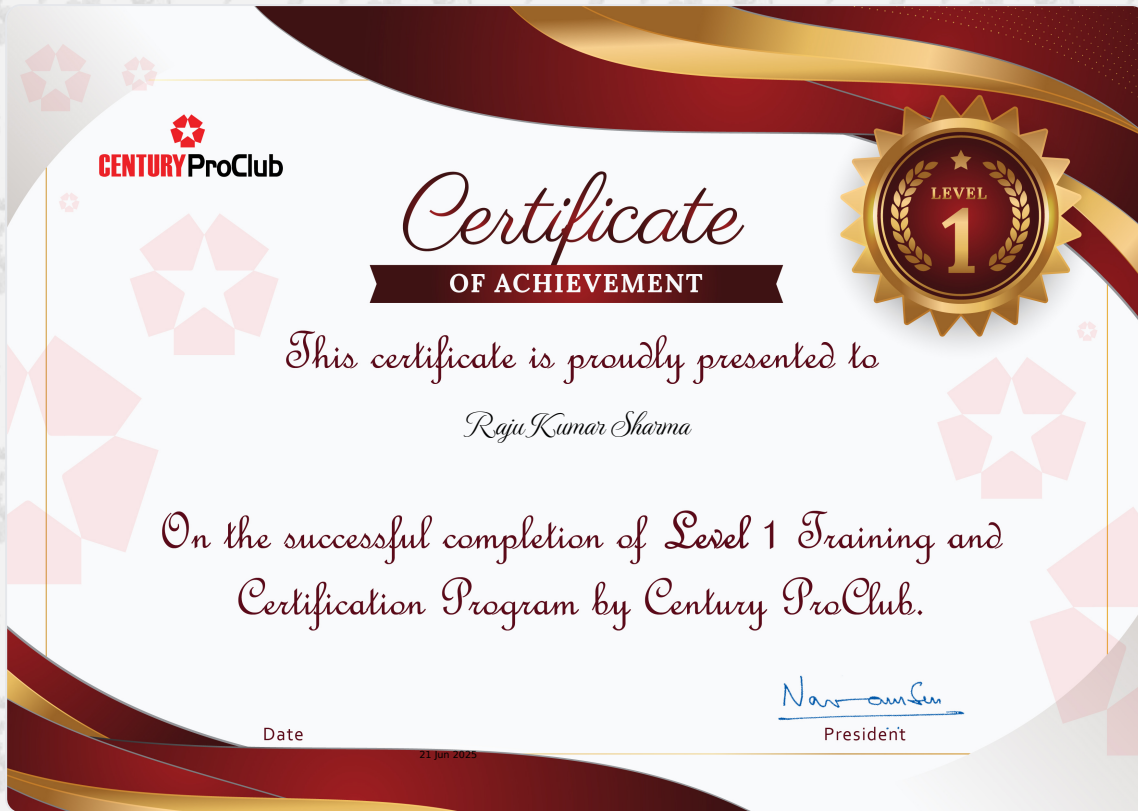 CENTURY ProClub
LEVEL
1
Certificate
OF ACHIEVEMENT
This certificate is proudly presented to
Raju Kumar Sharma
On the successful completion of Level 1 Training and
Certification Program by Century ProClub.
Date
President
21 Jun 2025